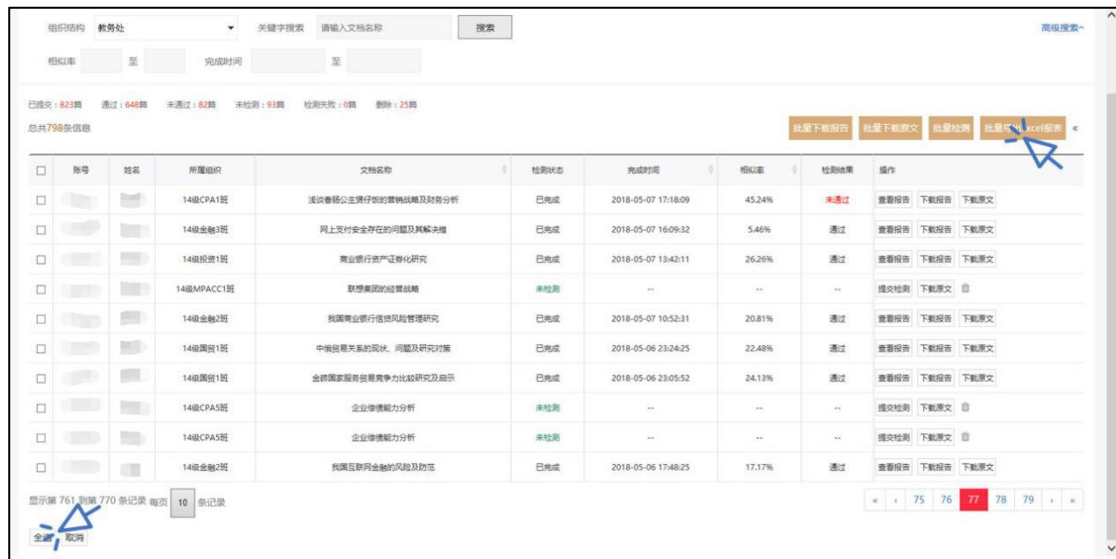 组织结构 教务处 关键字搜索 请输入文档名称 搜索 高级搜索
相似率 至 完成时间 至
已提交:823篇 通过:648篇 未通过:82篇 未检测:93篇 检测失败:0篇 删除:25篇
总共798条信息 批量下载报告 批量下载原文 批量检测 批量导出Excel报表
账号 姓名 所属组织 文档名称 检测状态 完成时间 相似率 检测结果 操作
14级CPA1班 浅议香肠公主煲仔饭的营销战略及财务分析 已完成 2018-05-07 17:18:09 45.24% 未通过 查看报告 下载报告 下载原文
14级金融3班 网上支付安全存在的问题及其解决措 已完成 2018-05-07 16:09:32 5.46% 通过 查看报告 下载报告 下载原文
14级投资1班 商业银行资产证券化研究 已完成 2018-05-07 13:42:11 26.26% 通过 查看报告 下载报告 下载原文
14级MPACC1班 联想集团的经营战略 未检测 -- -- -- 提交检测 下载原文
14级金融2班 我国商业银行信贷风险管理研究 已完成 2018-05-07 10:52:31 20.81% 通过 查看报告 下载报告 下载原文
14级国贸1班 中俄贸易关系的现状、问题及研究对策 已完成 2018-05-06 23:24:25 22.48% 通过 查看报告 下载报告 下载原文
14级国贸1班 金砖国家服务贸易竞争力比较研究及启示 已完成 2018-05-06 23:05:52 24.13% 通过 查看报告 下载报告 下载原文
14级CPA5班 企业偿债能力分析 未检测 -- -- -- 提交检测 下载原文
14级CPA5班 企业偿债能力分析 未检测 -- -- -- 提交检测 下载原文
14级金融2班 我国互联网金融的风险及防范 已完成 2018-05-06 17:48:25 17.17% 通过 查看报告 下载报告 下载原文
显示第 761 到第 770 条记录 每页 10 条记录 « ‹ 75 76 77 78 79 › »
全选 取消